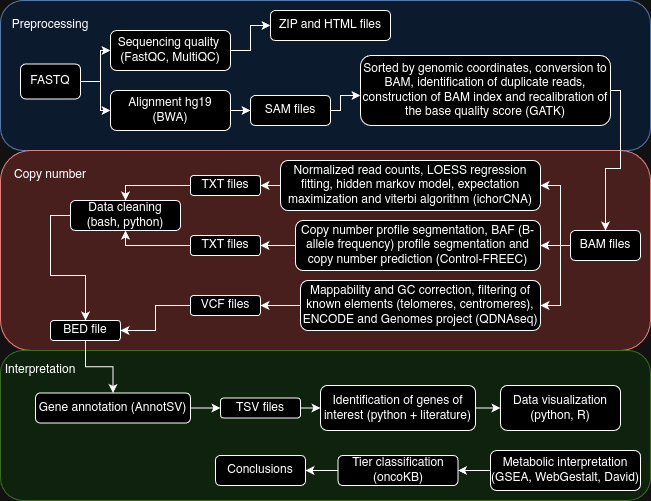 Preprocessing
ZIP and HTML files
Sequencing quality
(FastQC, MultiQC)
FASTQ
Alignment hg19
(BWA)
SAM files
Sorted by genomic coordinates, conversion to
BAM, identification of duplicate reads,
construction of BAM index and recalibration of
the base quality score (GATK)
Copy number
Normalized read counts, LOESS regression
fitting, hidden markov model, expectation
maximization and viterbi algorithm (ichorCNA)
TXT files
Data cleaning
(bash, python)
Copy number profile segmentation, BAF (B-
allele frequency) profile segmentation and
copy number prediction (Control-FREEC)
TXT files
BAM files
Mappability and GC correction, filtering of
known elements (telomeres, centromeres),
ENCODE and Genomes project (QDNAseq)
VCF files
BED file
Interpretation
Gene annotation (AnnotSV)
TSV files
Identification of genes of
interest (python + literature)
Data visualization
(python, R)
Metabolic interpretation
(GSEA, WebGestalt, David)
Tier classification
(oncoKB)
Conclusions